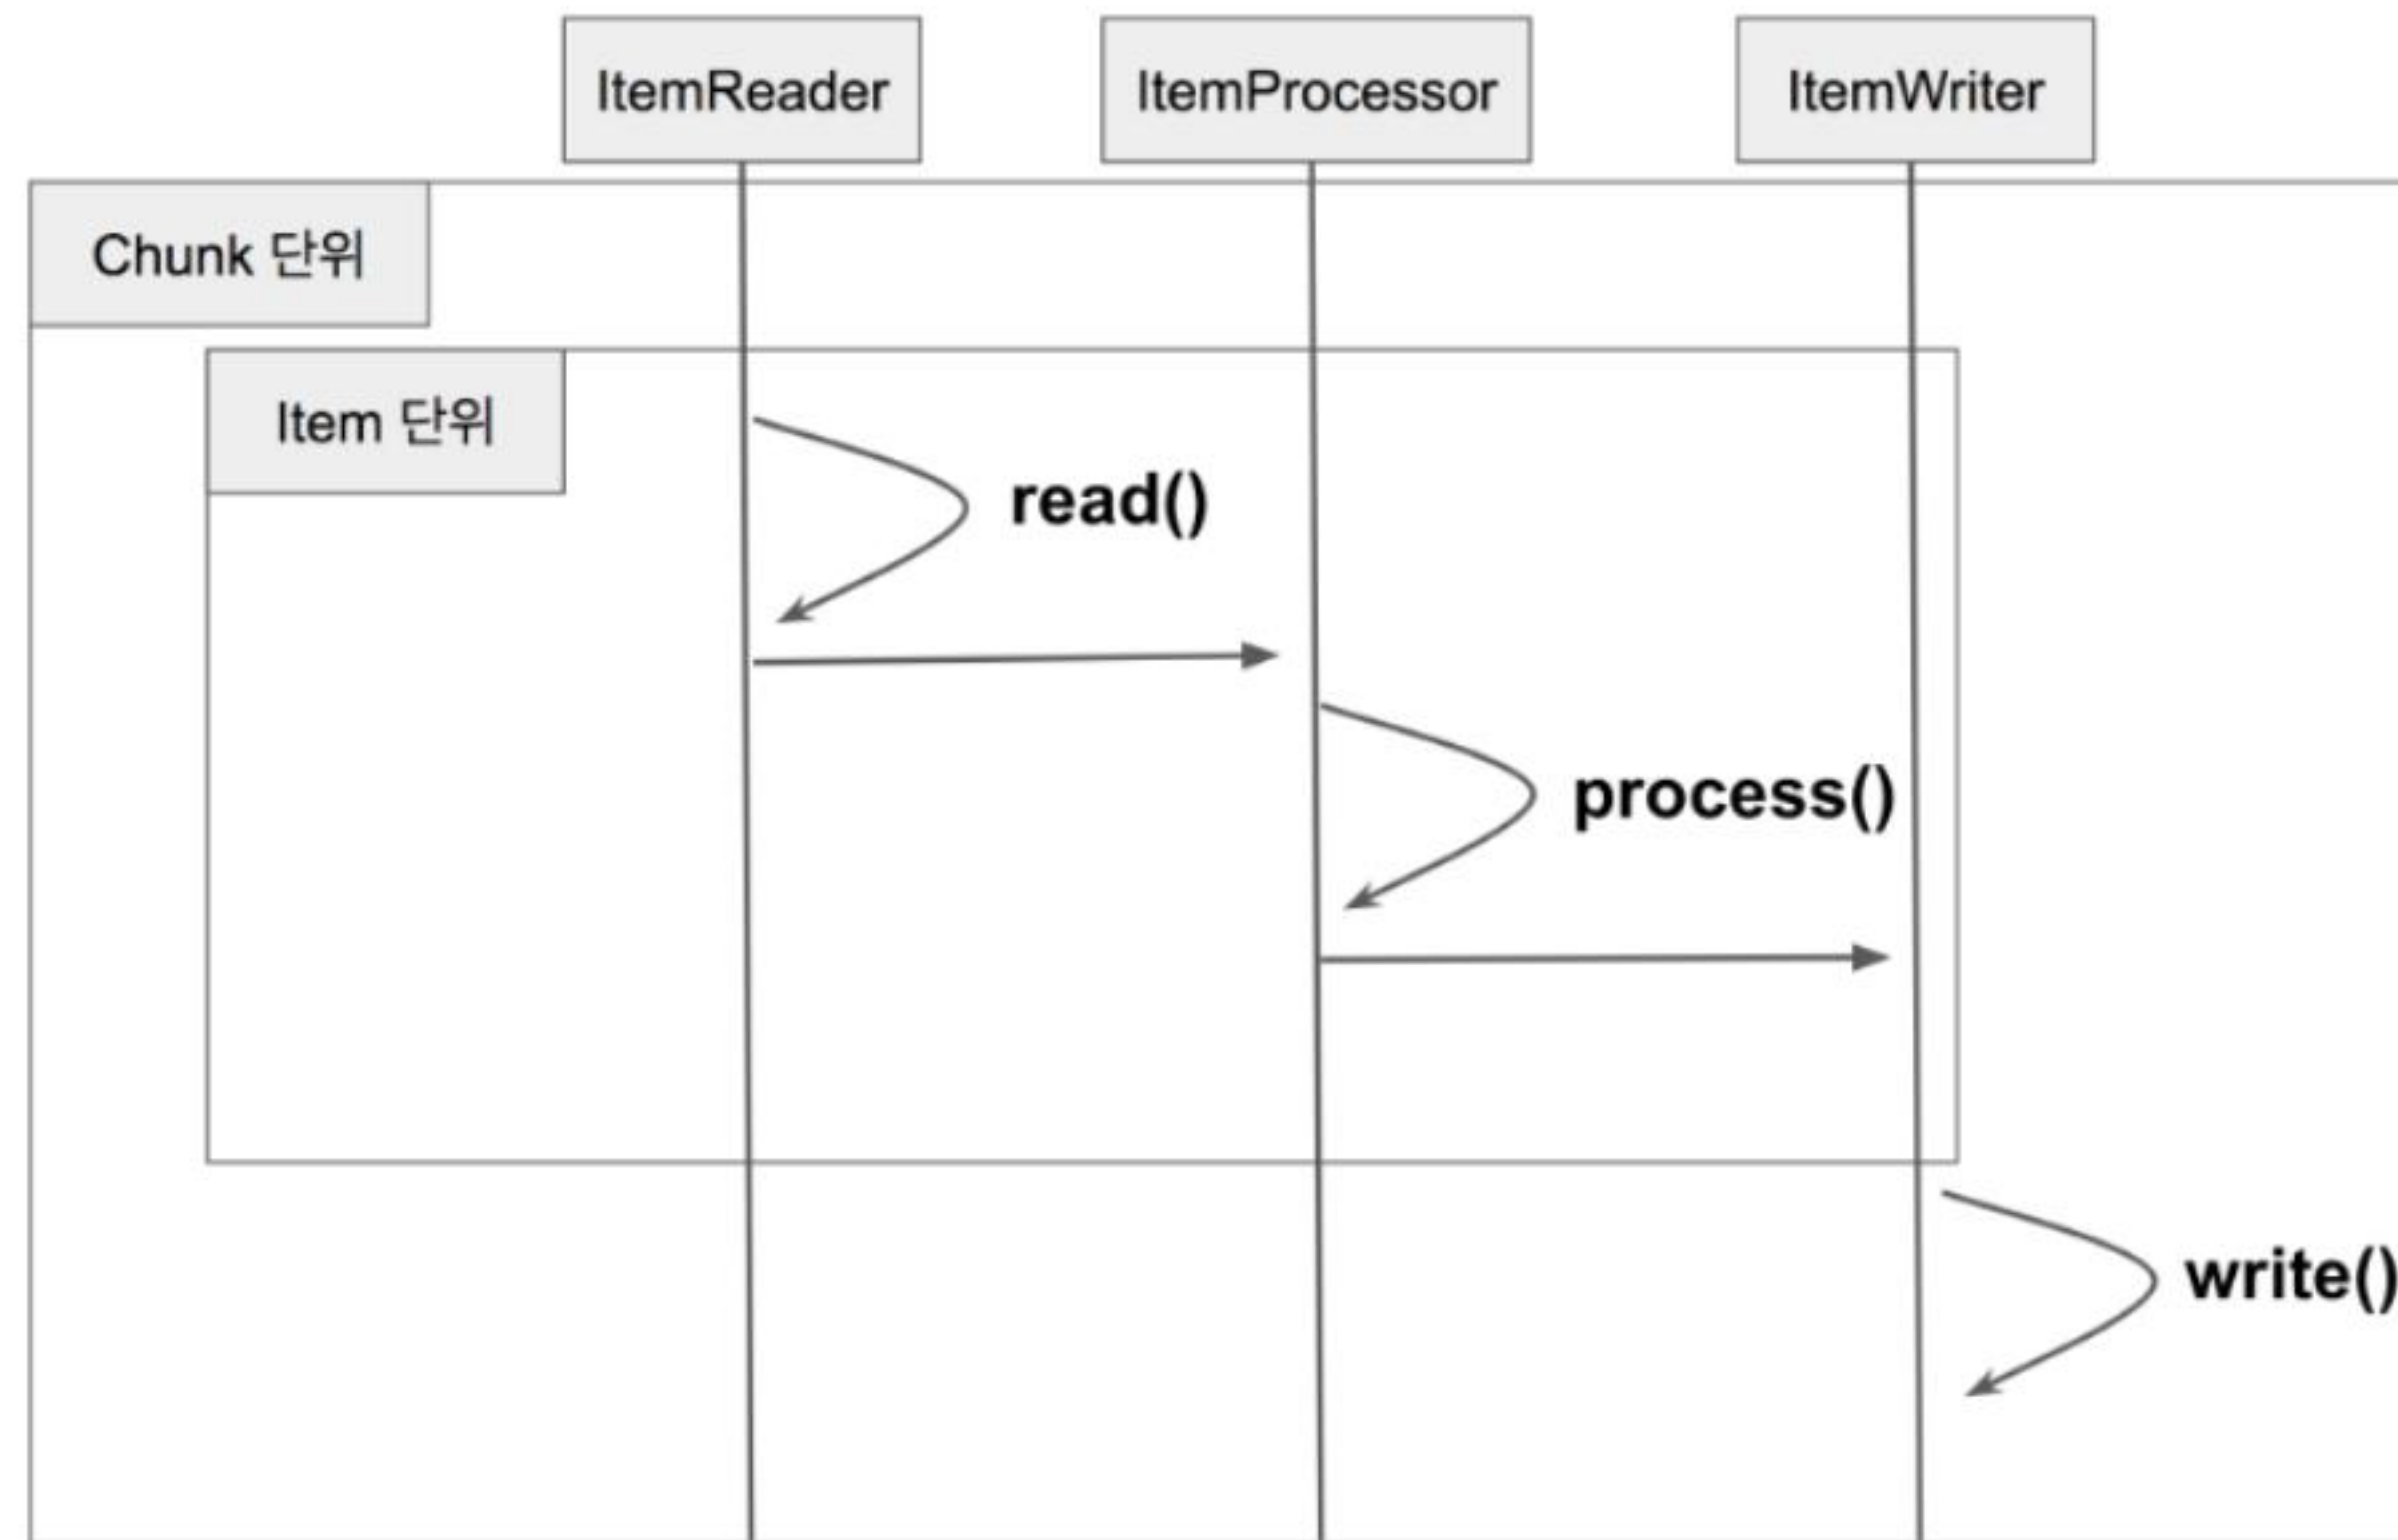 ItemReader
ItemProcessor
ItemWriter
Chunk 단위
Item 단위
read()
process()
write()